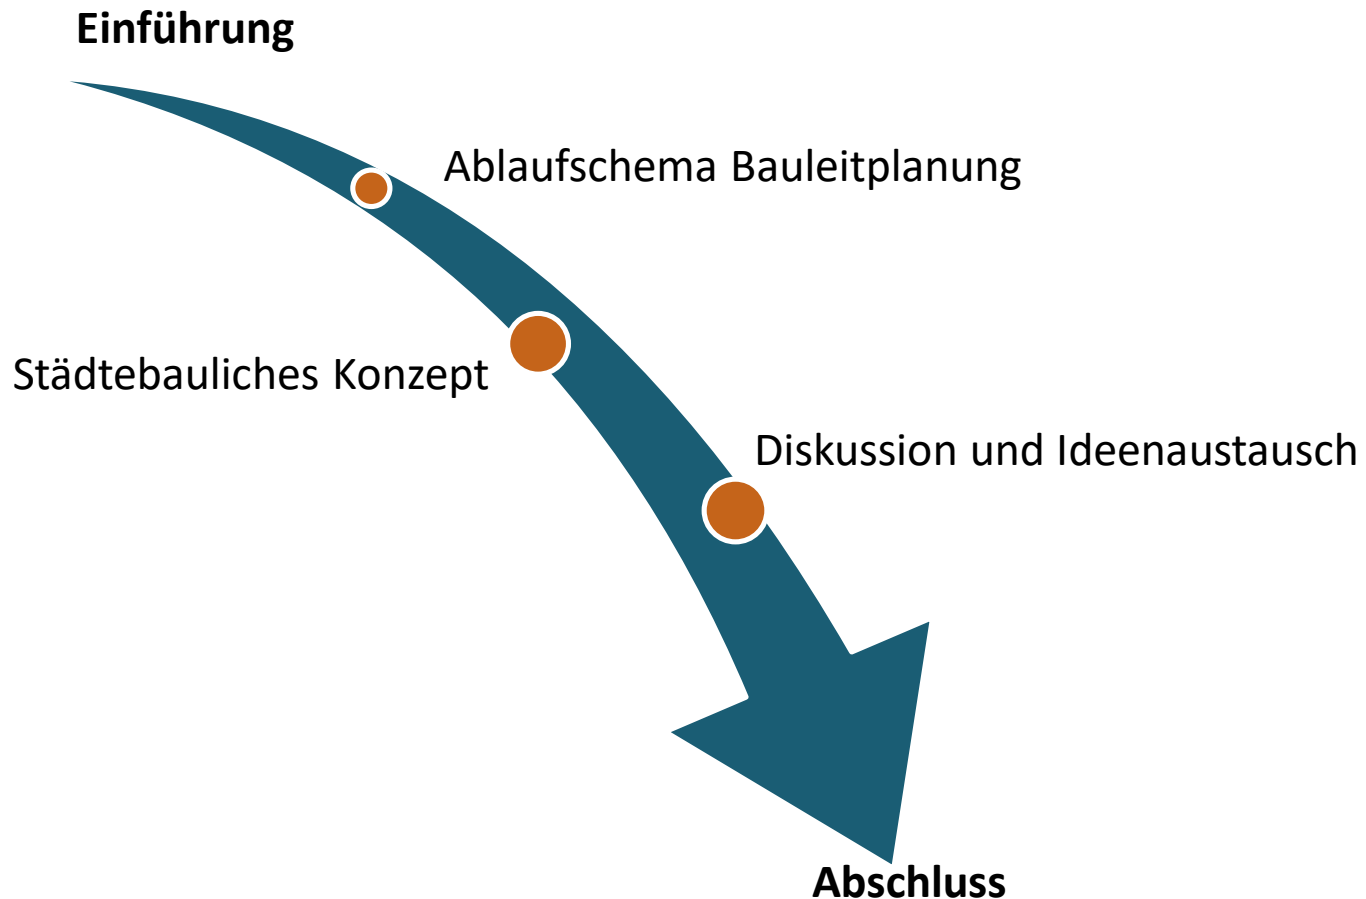 Einführung
Ablaufschema Bauleitplanung
Städtebauliches Konzept
Diskussion und Ideenaustausch
Abschluss